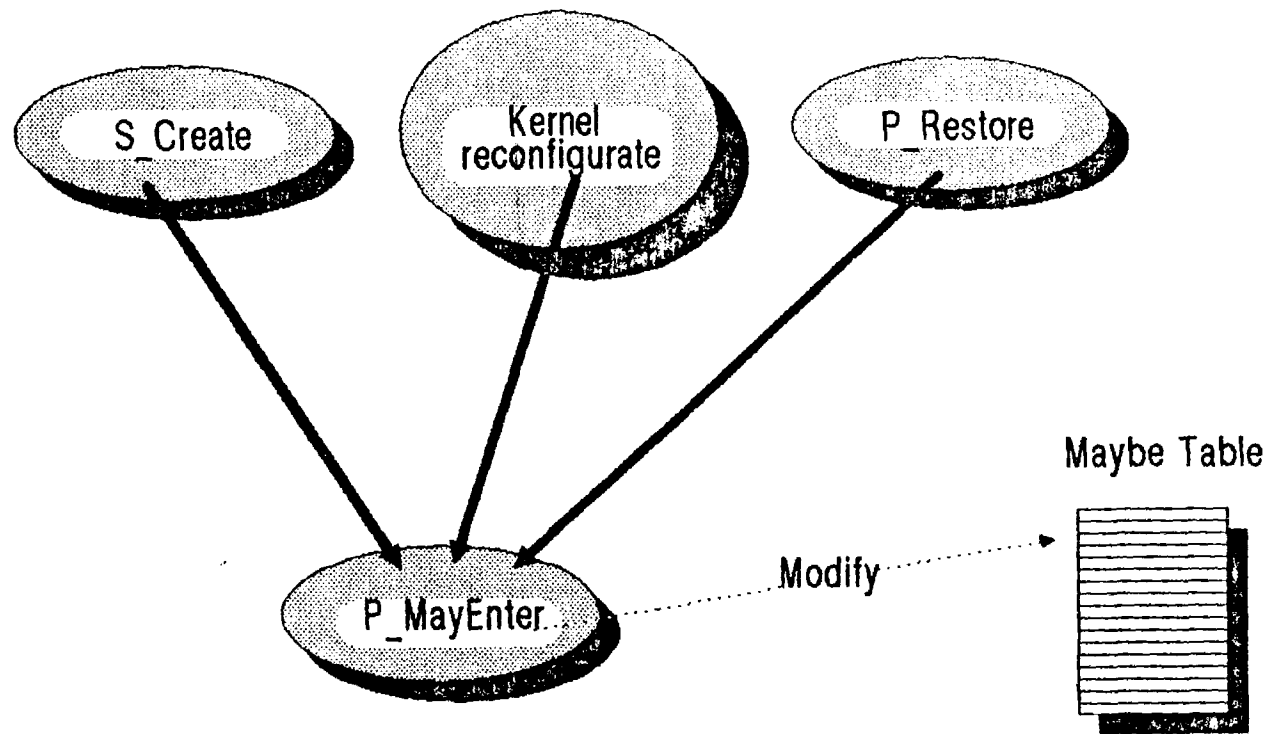 S_Create
Kernel
reconfigurate
P_Restore
Maybe Table
Modify
P_MayEnter